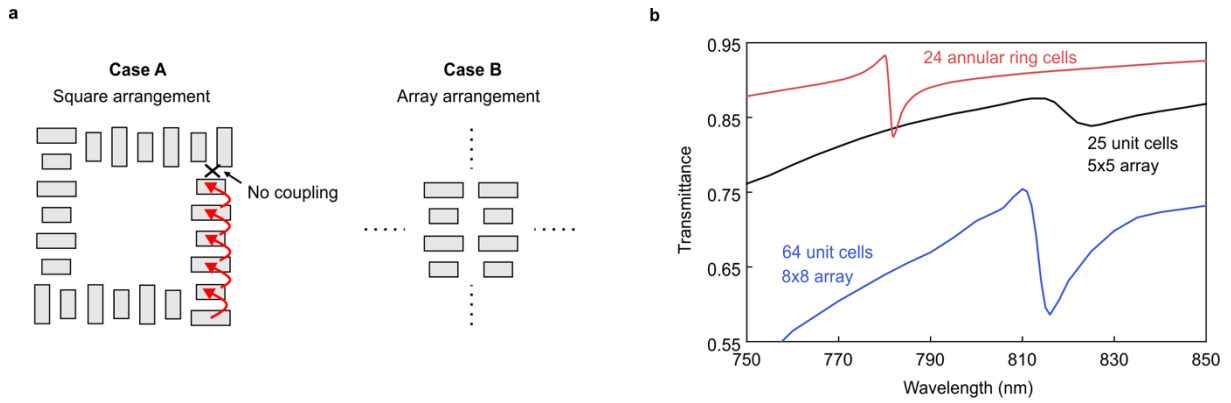 a
Case A
Square arrangement
No coupling
Case B
Array arrangement
b
0.95
0.85
0.75
0.65
0.55
Transmittance
24 annular ring cells
25 unit cells
5x5 array
64 unit cells
8x8 array
750
770
790
810
830
850
Wavelength (nm)